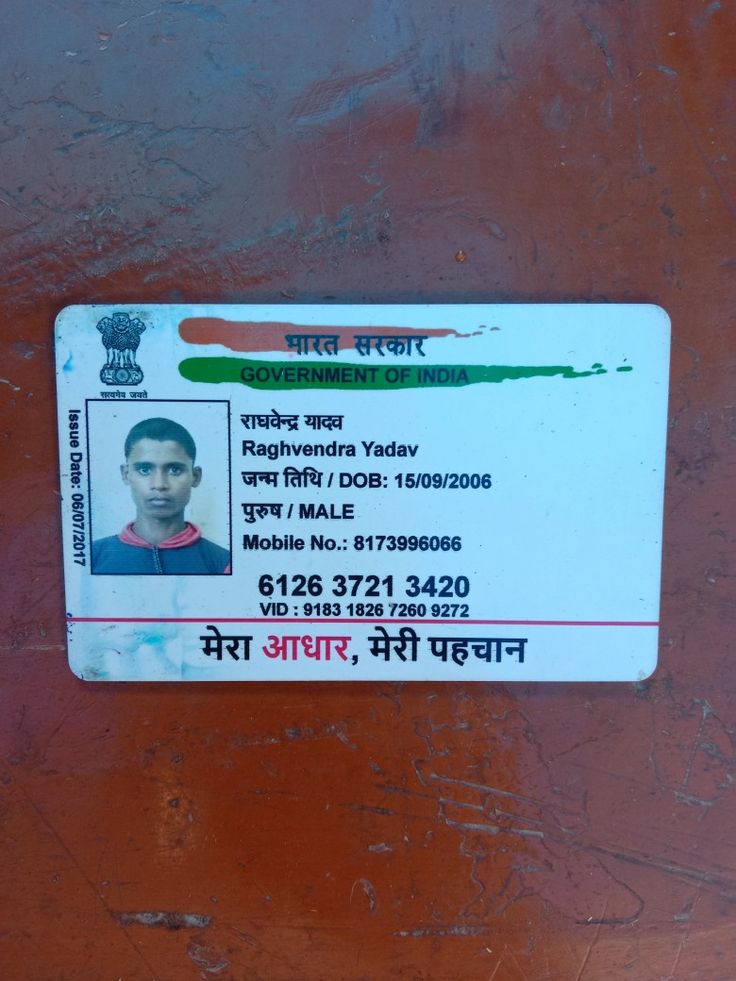 भारत सरकार
GOVERNMENT OF INDIA
सत्यमेव जयते
Issue Date: 06/07/2017
राघवेन्द्र यादव
Raghvendra Yadav
जन्म तिथि / DOB: 15/09/2006
पुरुष / MALE
Mobile No.: 8173996066
6126 3721 3420
VID : 9183 1826 7260 9272
मेरा आधार, मेरी पहचान